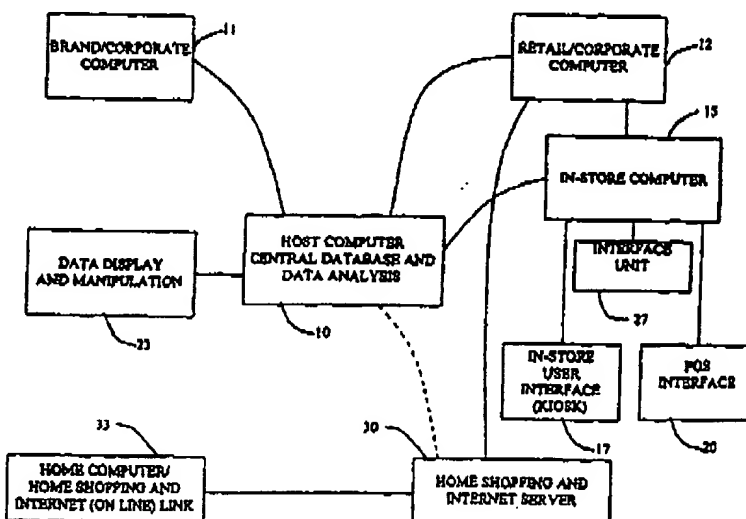 BRAND/CORPORATE
COMPUTER
11
RETAIL/CORPORATE
COMPUTER
12
15
IN-STORE COMPUTER
HOST COMPUTER
CENTRAL DATABASE AND
DATA ANALYSIS
10
DATA DISPLAY
AND MANIPULATION
23
INTERFACE
UNIT
27
IN-STORE
USER
INTERFACE
(KIOSK)
17
POS
INTERFACE
20
33
HOME COMPUTER/
HOME SHOPPING AND
INTERNET (ON LINE) LINK
30
HOME SHOPPING AND
INTERNET SERVER